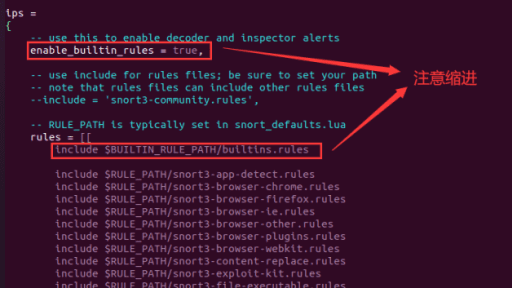 ips =
{
-- use this to enable decoder and inspector alerts
enable_builtin_rules = true,
-- use include for rules files; be sure to set your path
-- note that rules files can include other rules files
--include = 'snort3-community.rules',
注意缩进
-- RULE_PATH is typically set in snort_defaults.lua
rules = [[
include $BUILTIN_RULE_PATH/builtins.rules
include $RULE_PATH/snort3-app-detect.rules
include $RULE_PATH/snort3-browser-chrome.rules
include $RULE_PATH/snort3-browser-firefox.rules
include $RULE_PATH/snort3-browser-ie.rules
include $RULE_PATH/snort3-browser-other.rules
include $RULE_PATH/snort3-browser-plugins.rules
include $RULE_PATH/snort3-browser-webkit.rules
include $RULE_PATH/snort3-content-replace.rules
include $RULE_PATH/snort3-exploit-kit.rules
include $RULE_PATH/snort3-file-executable.rules